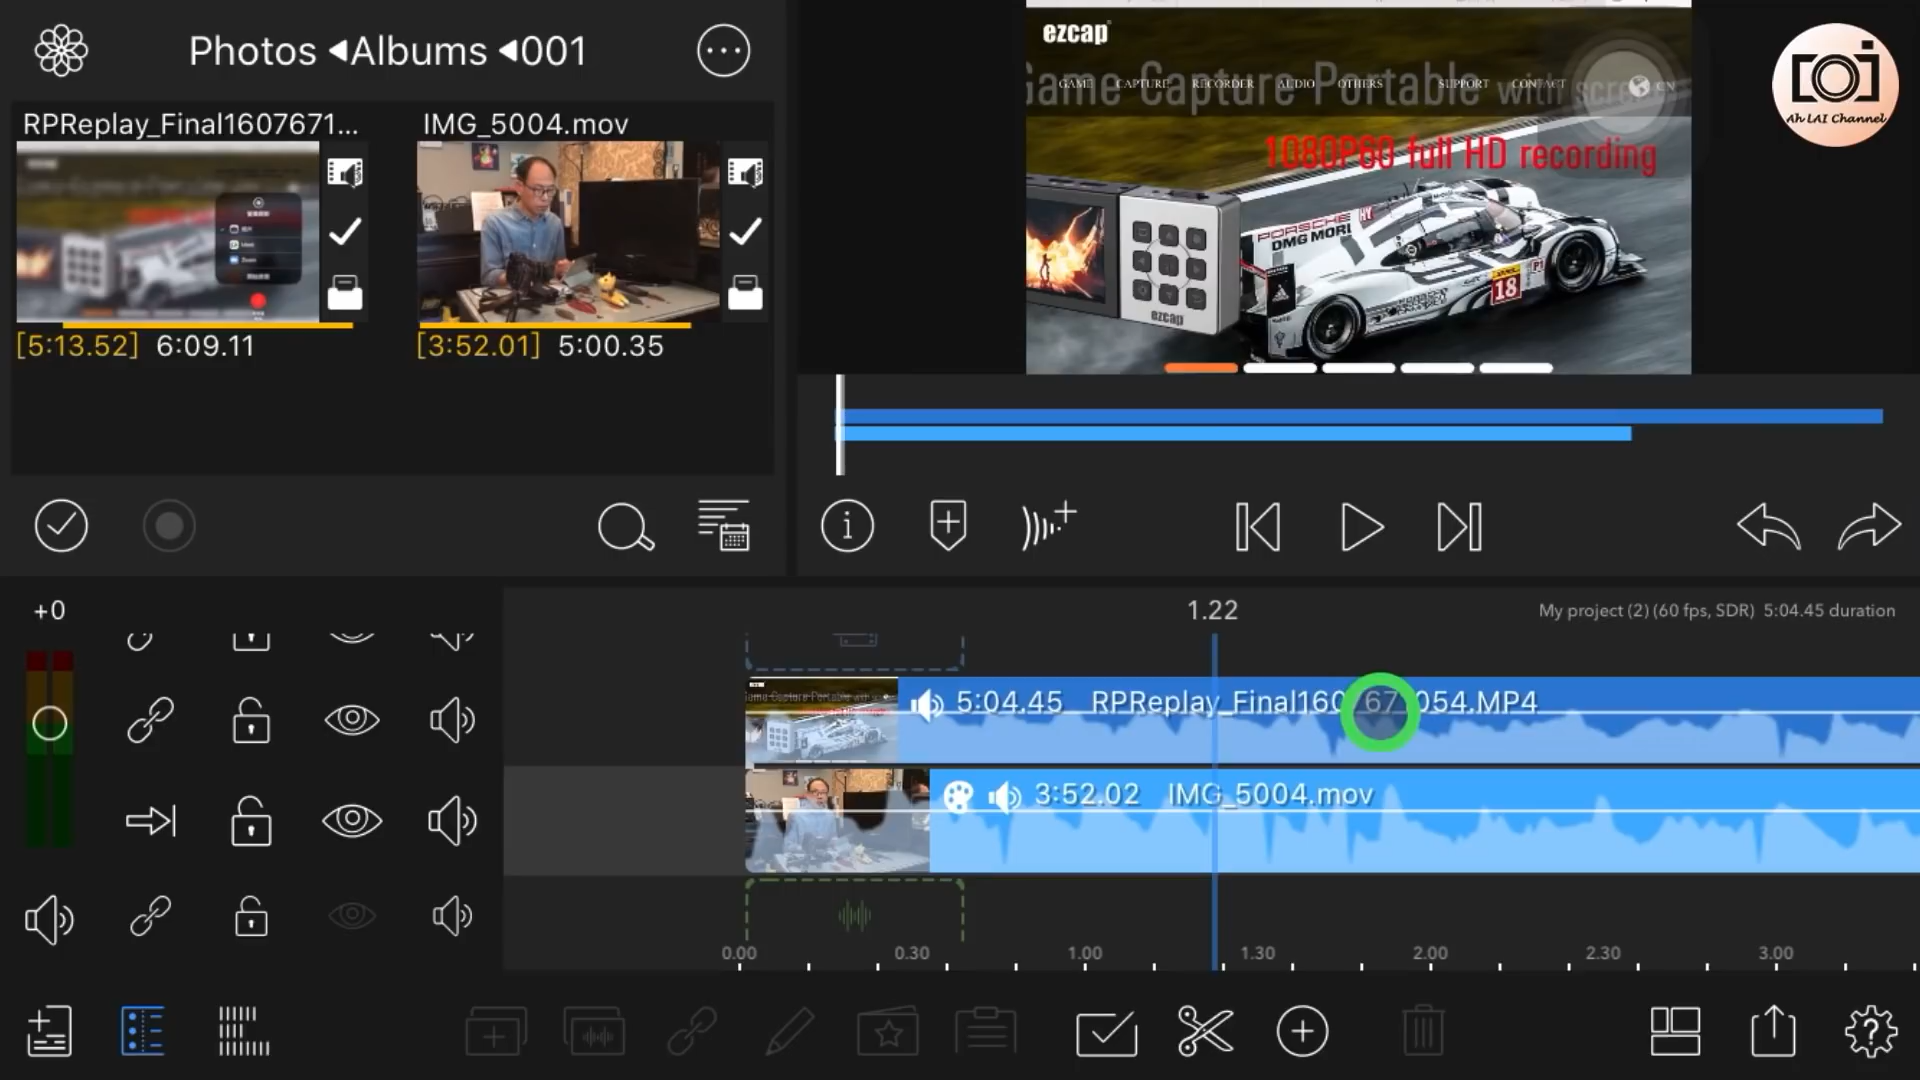 Photos ◂Albums ◂001
RPReplay_Final1607671...
IMG_5004.mov
[5:13.52] 6:09.11
[3:52.01] 5:00.35
ezcap
GAME CAPTURE RECORDER AUDIO OTHERS SUPPORT CONTACT CN
Game Capture Portable with screen
1080P60 full HD recording
PORSCHE
DMG MORI
18
ezcap
Ah LAI Channel
+0
1.22
My project (2) (60 fps, SDR) 5:04.45 duration
5:04.45 RPReplay_Final160767 054.MP4
3:52.02 IMG_5004.mov
0.00 0.30 1.00 1.30 2.00 2.30 3.00